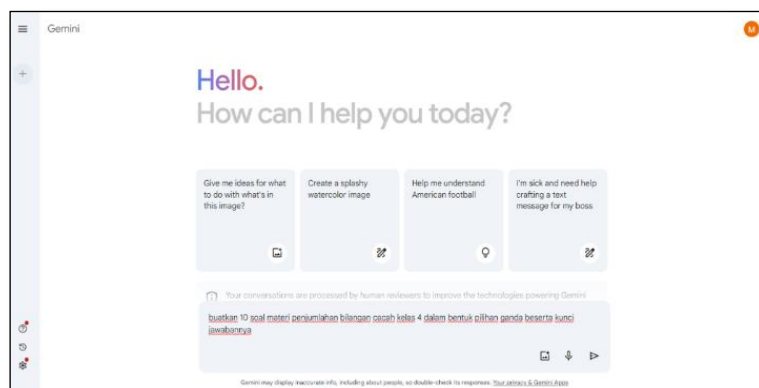 Gemini
M
Hello.
How can I help you today?
Give me ideas for what
to do with what's in
this image?
Create a splashy
watercolor image
Help me understand
American football
I'm sick and need help
crafting a text
message for my boss
Your conversations are processed by human reviewers to improve the technologies powering Gemini
buatkan 10 soal materi penjumlahan bilangan cacah kelas 4 dalam bentuk pilihan ganda beserta kunci
jawabannya
Gemini may display inaccurate info, including about people, so double-check its responses. Your privacy & Gemini Apps